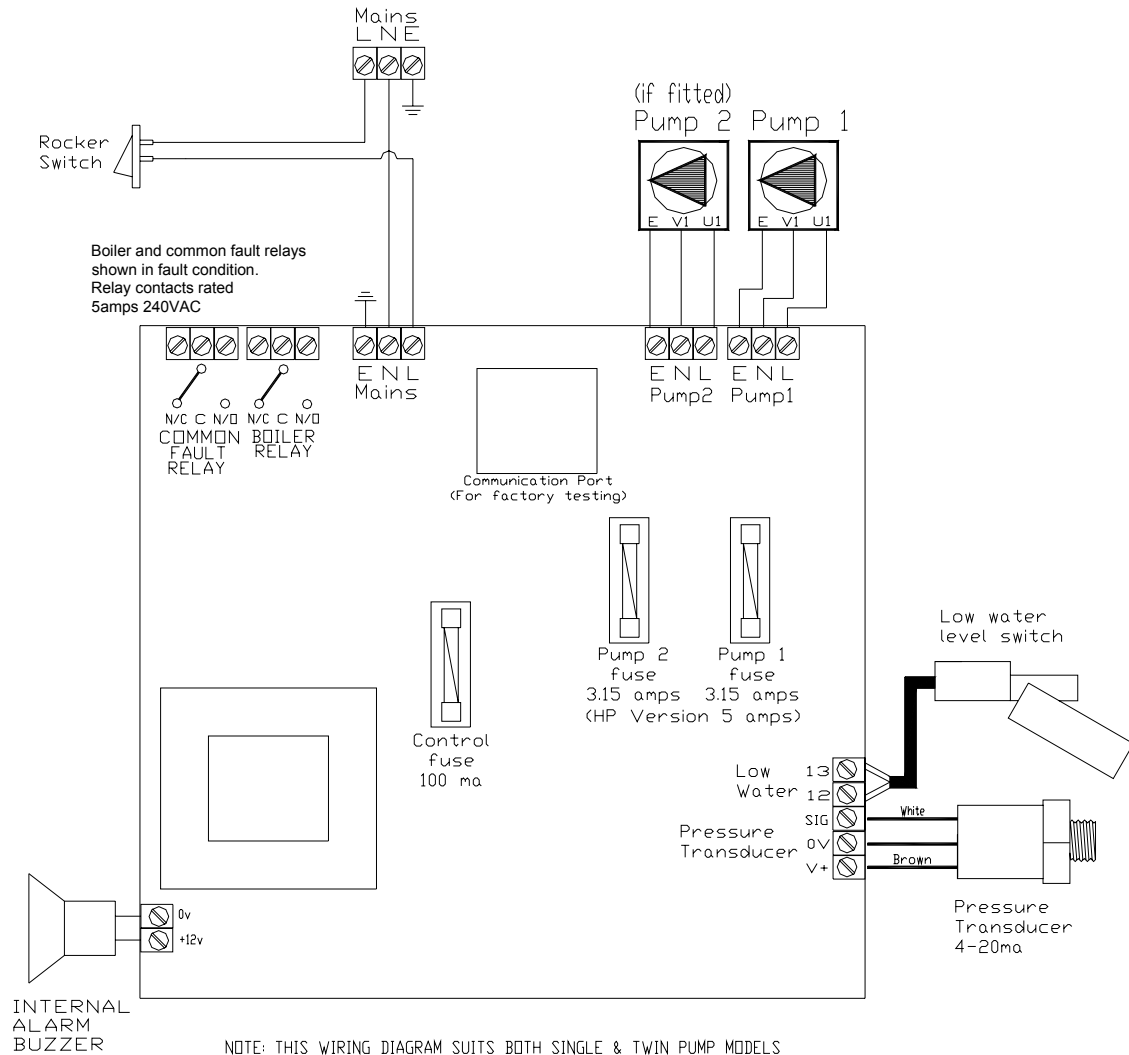 Mains
L N E
Rocker
Switch
(if fitted)
Pump 2 Pump 1
E V1 U1 E V1 U1
Boiler and common fault relays
shown in fault condition.
Relay contacts rated
5amps 240VAC
N/C C N/O N/C C N/O
COMMON
FAULT
RELAY
BOILER
RELAY
E N L
Mains
E N L
Pump2
E N L
Pump1
Communication Port
(For factory testing)
Pump 2
fuse
3.15 amps
Pump 1
fuse
3.15 amps
(HP Version 5 amps)
Control
fuse
100 ma
Low water
level switch
Low
Water
13
12
Pressure
Transducer
SIG
0V
V+
White
Brown
Pressure
Transducer
4-20ma
0v
+12v
INTERNAL
ALARM
BUZZER
NOTE: THIS WIRING DIAGRAM SUITS BOTH SINGLE & TWIN PUMP MODELS